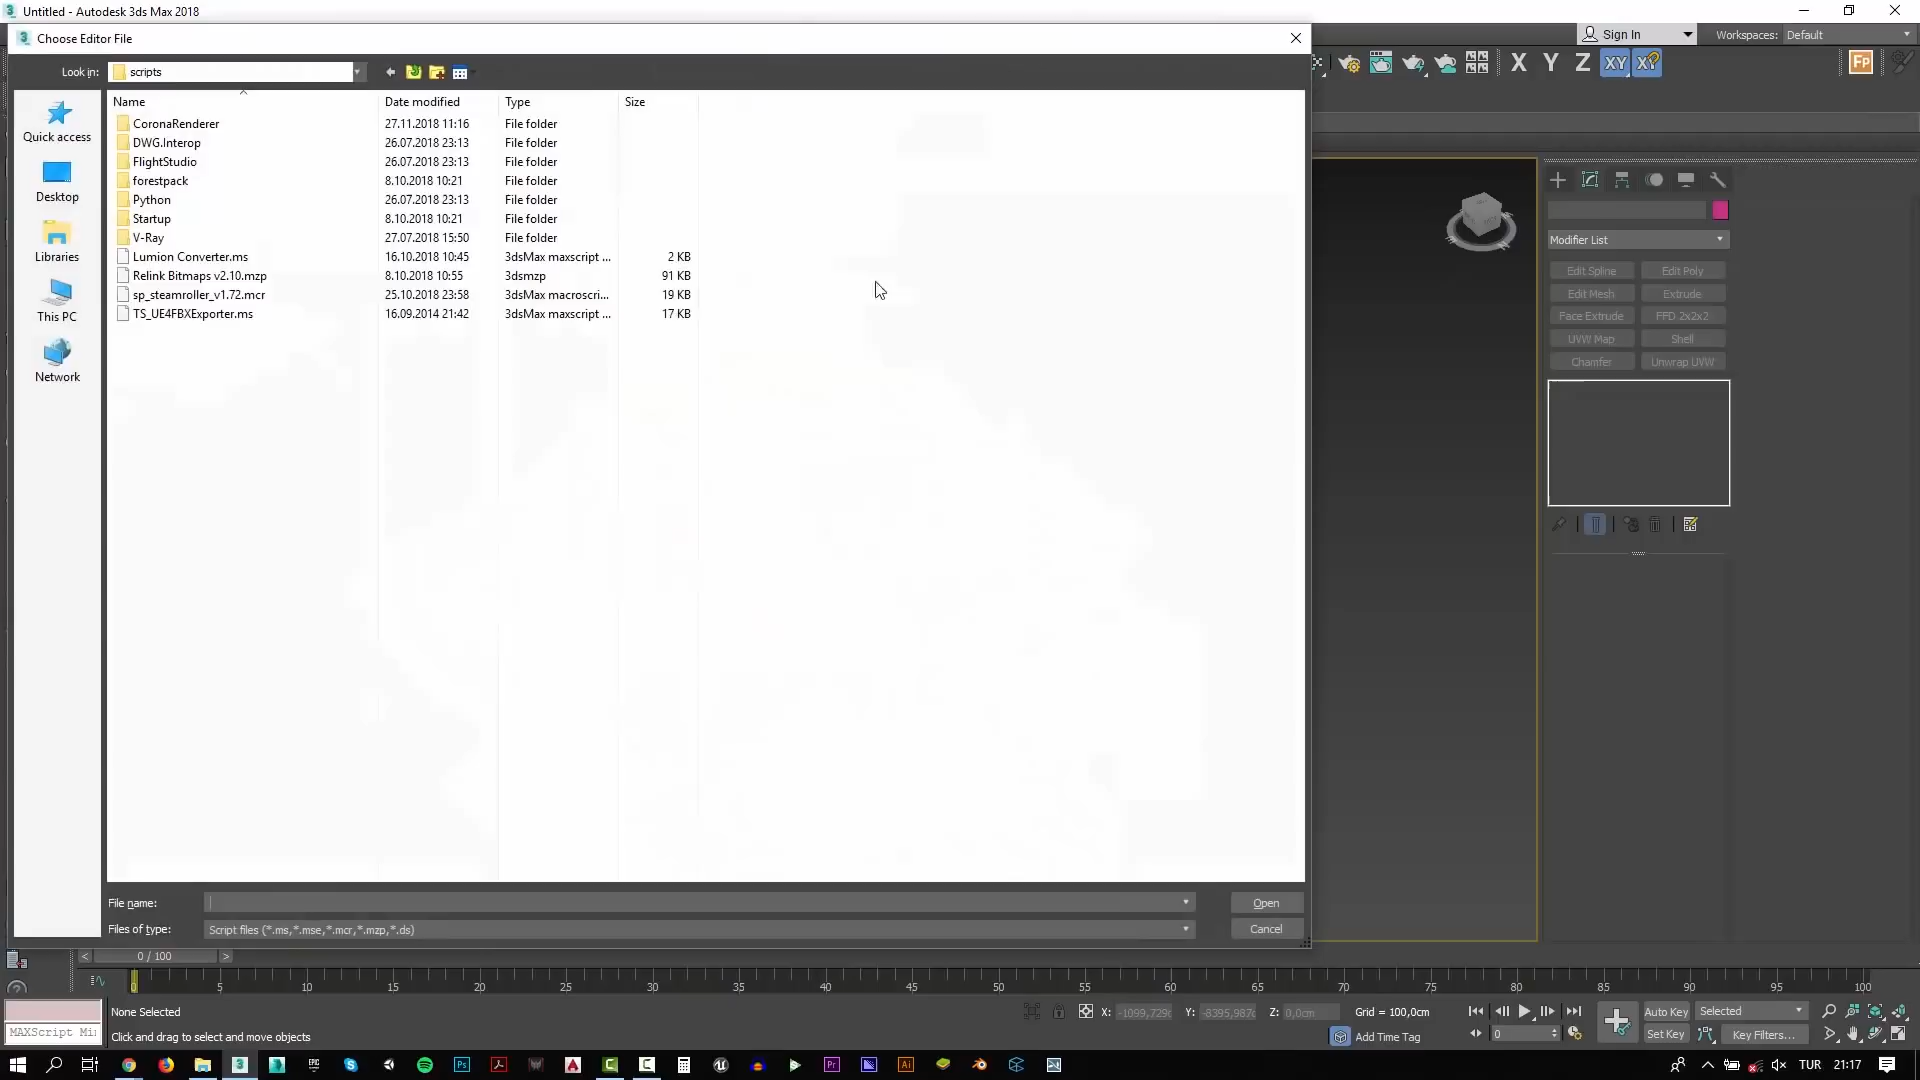 Untitled - Autodesk 3ds Max 2018
Choose Editor File
Sign In
Workspaces: Default
Look in: scripts
X Y Z XY XY
Name Date modified Type Size
Quick access
Desktop
Libraries
This PC
Network
CoronaRenderer 27.11.2018 11:16 File folder
DWG.Interop 26.07.2018 23:13 File folder
FlightStudio 26.07.2018 23:13 File folder
forestpack 8.10.2018 10:21 File folder
Python 26.07.2018 23:13 File folder
Startup 8.10.2018 10:21 File folder
V-Ray 27.07.2018 15:50 File folder
Lumion Converter.ms 16.10.2018 10:45 3dsMax maxscript ... 2 KB
Relink Bitmaps v2.10.mzp 8.10.2018 10:55 3dsmzp 91 KB
sp_steamroller_v1.72.mcr 25.10.2018 23:58 3dsMax macroscri... 19 KB
TS_UE4FBXExporter.ms 16.09.2014 21:42 3dsMax maxscript ... 17 KB
Modifier List
Edit Spline Edit Poly
Edit Mesh Extrude
Face Extrude FFD 2x2x2
UVW Map Shell
Chamfer Unwrap UVW
File name: Open
Files of type: Script files (*.ms,*.mse,*.mcr,*.mzp,*.ds) Cancel
< 0 / 100 >
0 5 10 15 20 25 30 35 40 45 50 55 60 65 70 75 80 85 90 95 100
None Selected
X: -1099,729c Y: -8395,987c Z: 0,0cm Grid = 100,0cm
Auto Key Selected
MAXScript Mi
Click and drag to select and move objects
Add Time Tag
0
Set Key Key Filters...
TUR 21:17